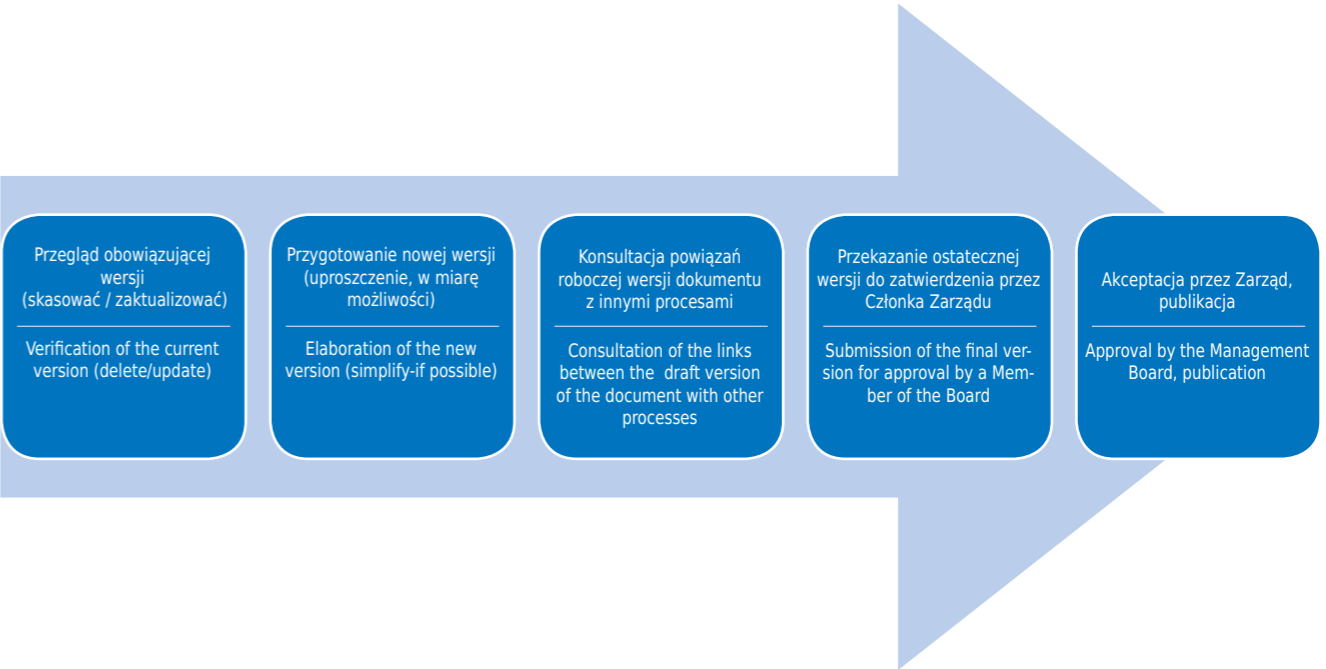 Przegląd obowiązującej
wersji
(skasować / zaktualizować)
Verification of the current
version (delete/update)
Przygotowanie nowej wersji
(uproszczenie, w miarę
możliwości)
Elaboration of the new
version (simplify-if possible)
Konsultacja powiązań
roboczej wersji dokumentu
z innymi procesami
Consultation of the links
between the  draft version
of the document with other
processes
Przekazanie ostatecznej
wersji do zatwierdzenia przez
Członka Zarządu
Submission of the final ver-
sion for approval by a Mem-
ber of the Board
Akceptacja przez Zarząd,
publikacja
Approval by the Management
Board, publication